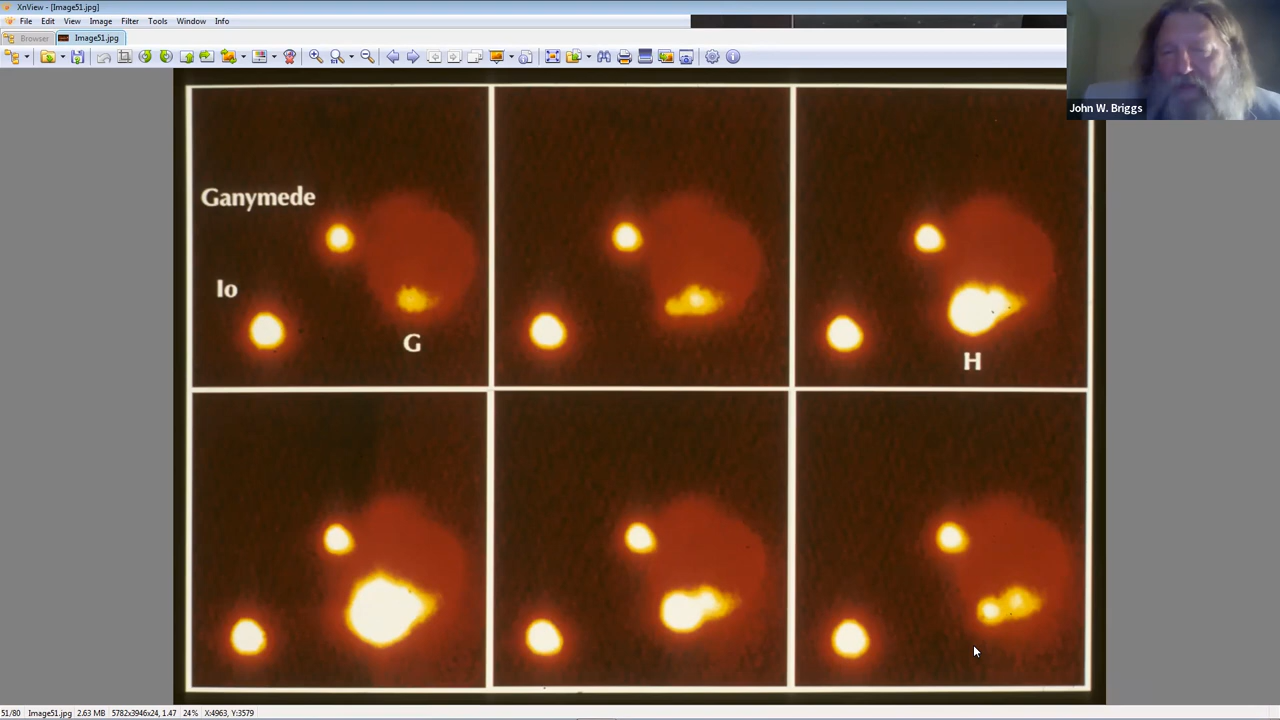 XnView - [Image51.jpg]
File Edit View Image Filter Tools Window Info
Browser Image51.jpg
John W. Briggs
Ganymede
Io
G
H
51/80 Image51.jpg 2.63 MB 5782x3946x24, 1.47 24% X:4963, Y:3579